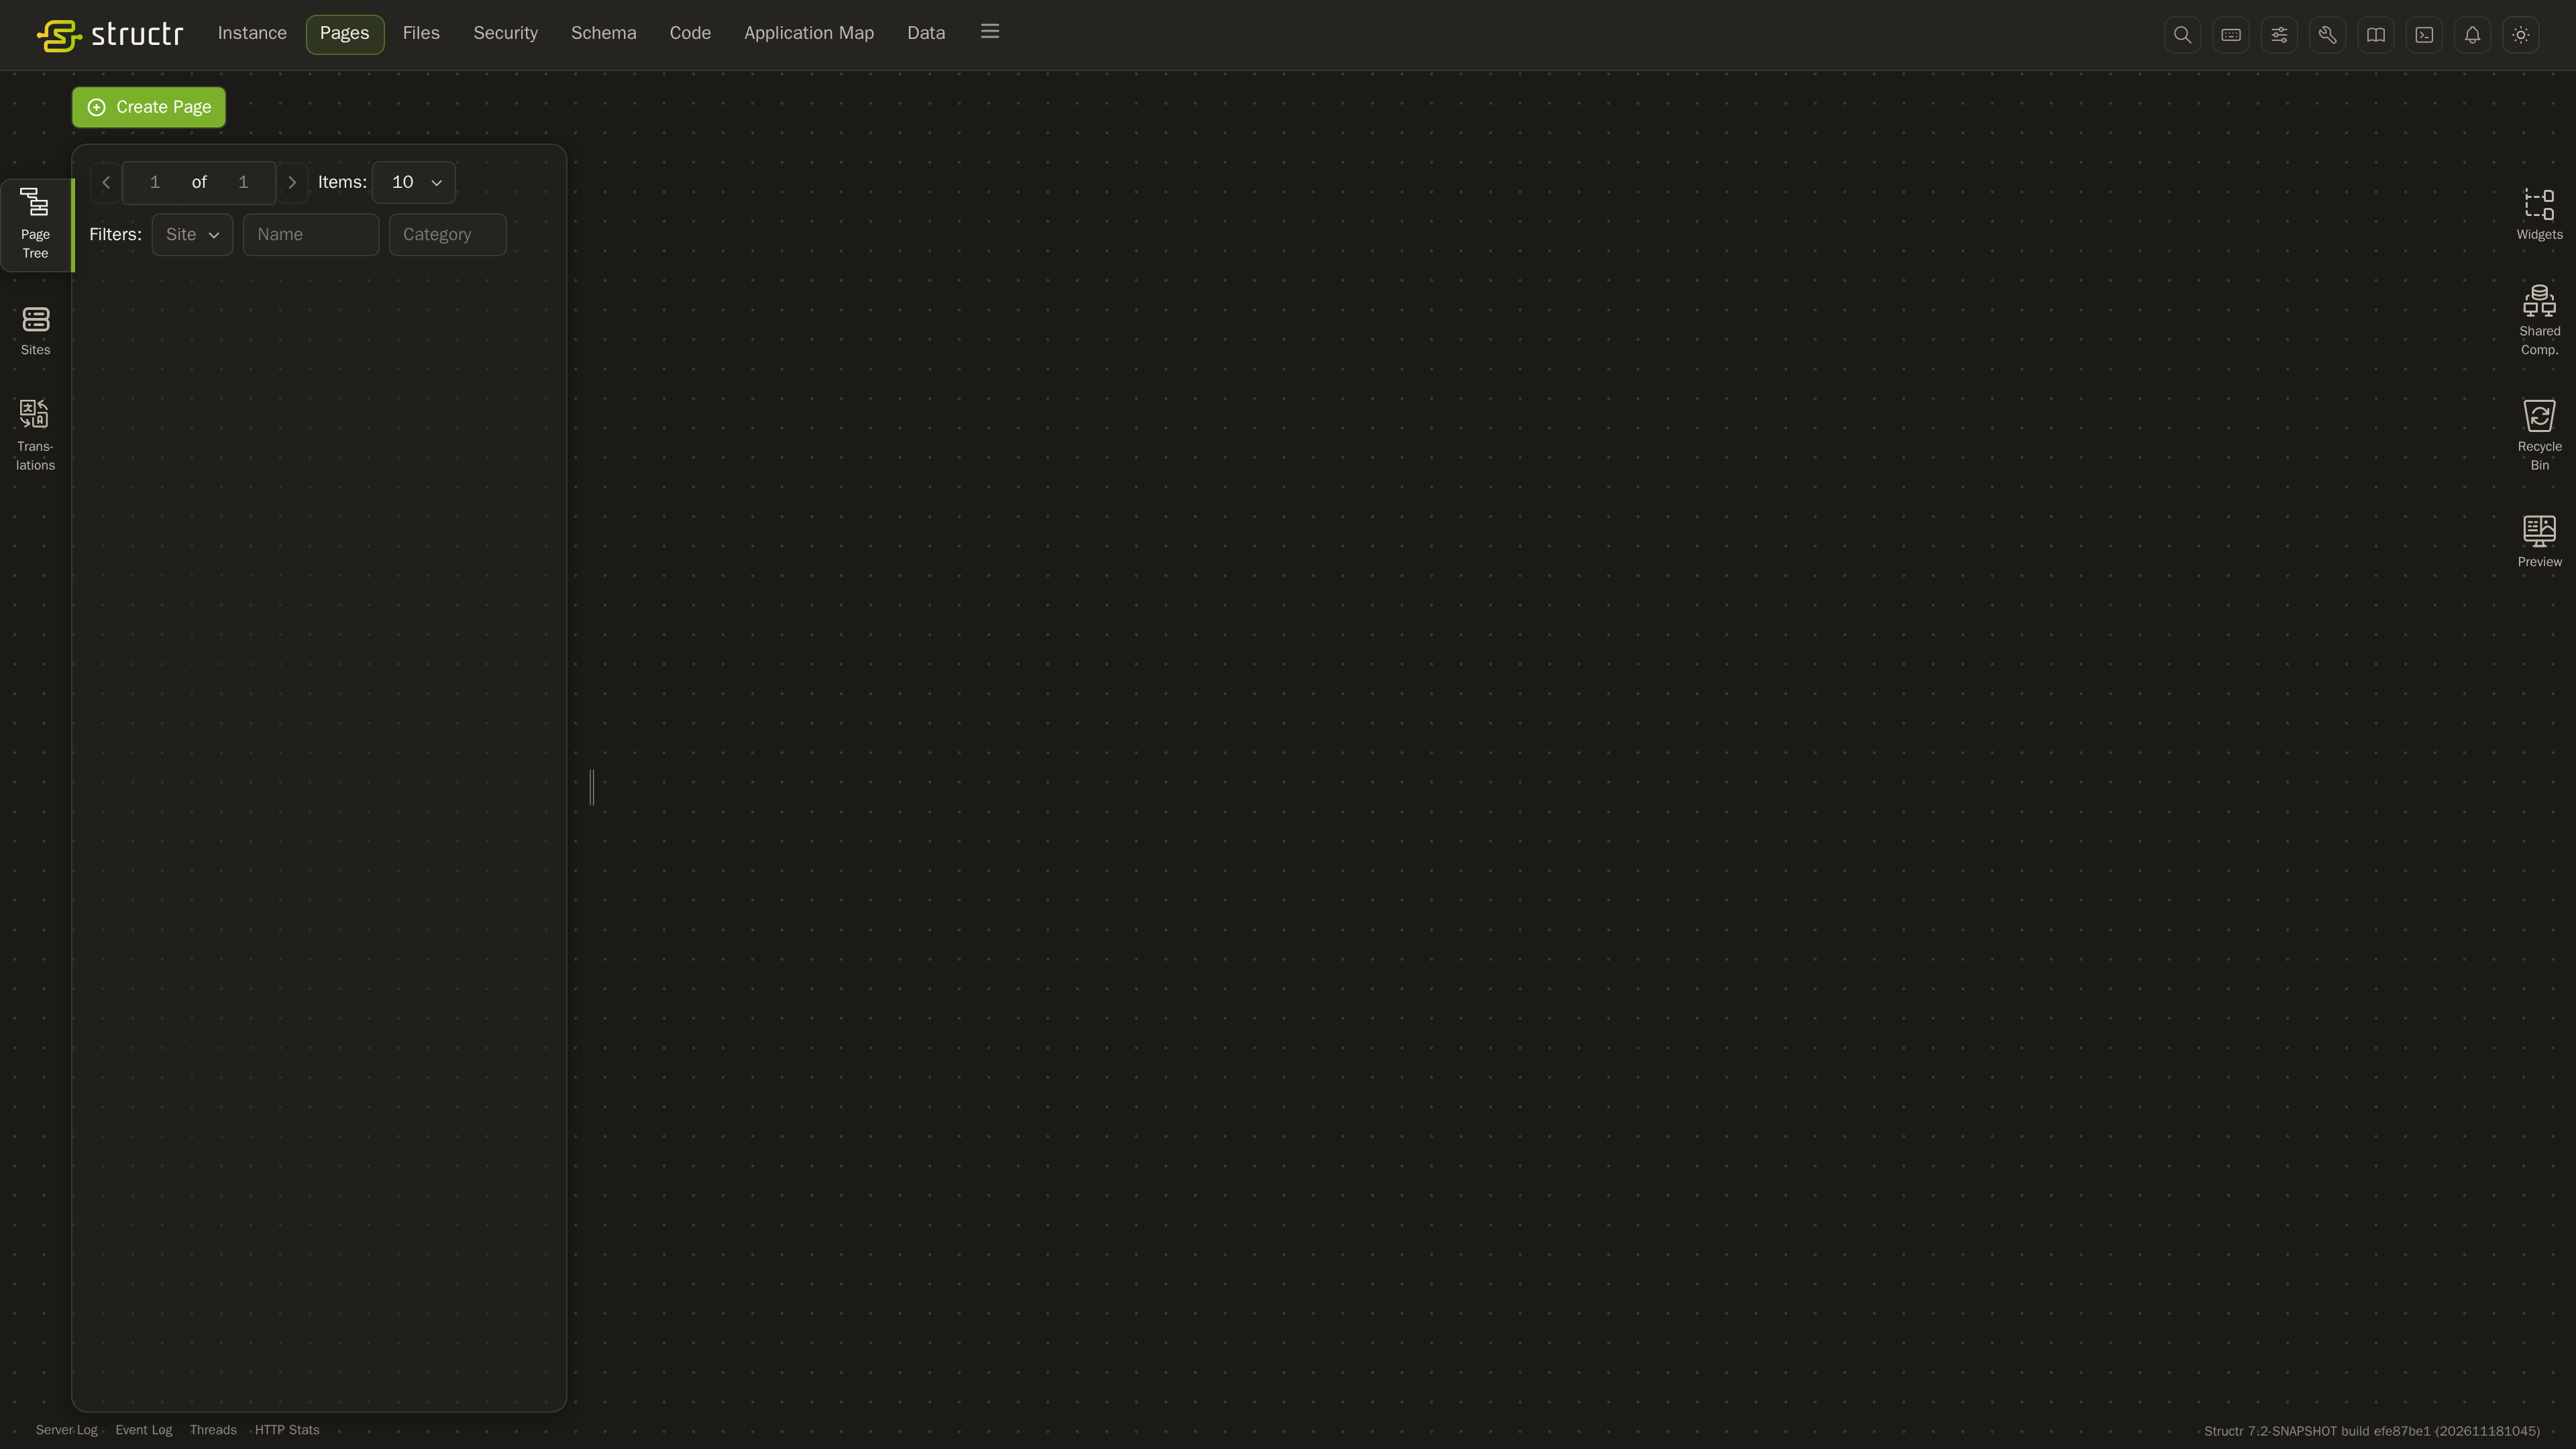 structr Instance Pages Files Security Schema Code Application Map Data
Create Page
1 of 1 Items: 10
Filters: Site Name Category
Page
Tree
Sites
Trans-
lations
Widgets
Shared
Comp.
Recycle
Bin
Preview
Server Log Event Log Threads HTTP Stats
Structr 7.2-SNAPSHOT build efe87be1 (202611181045)